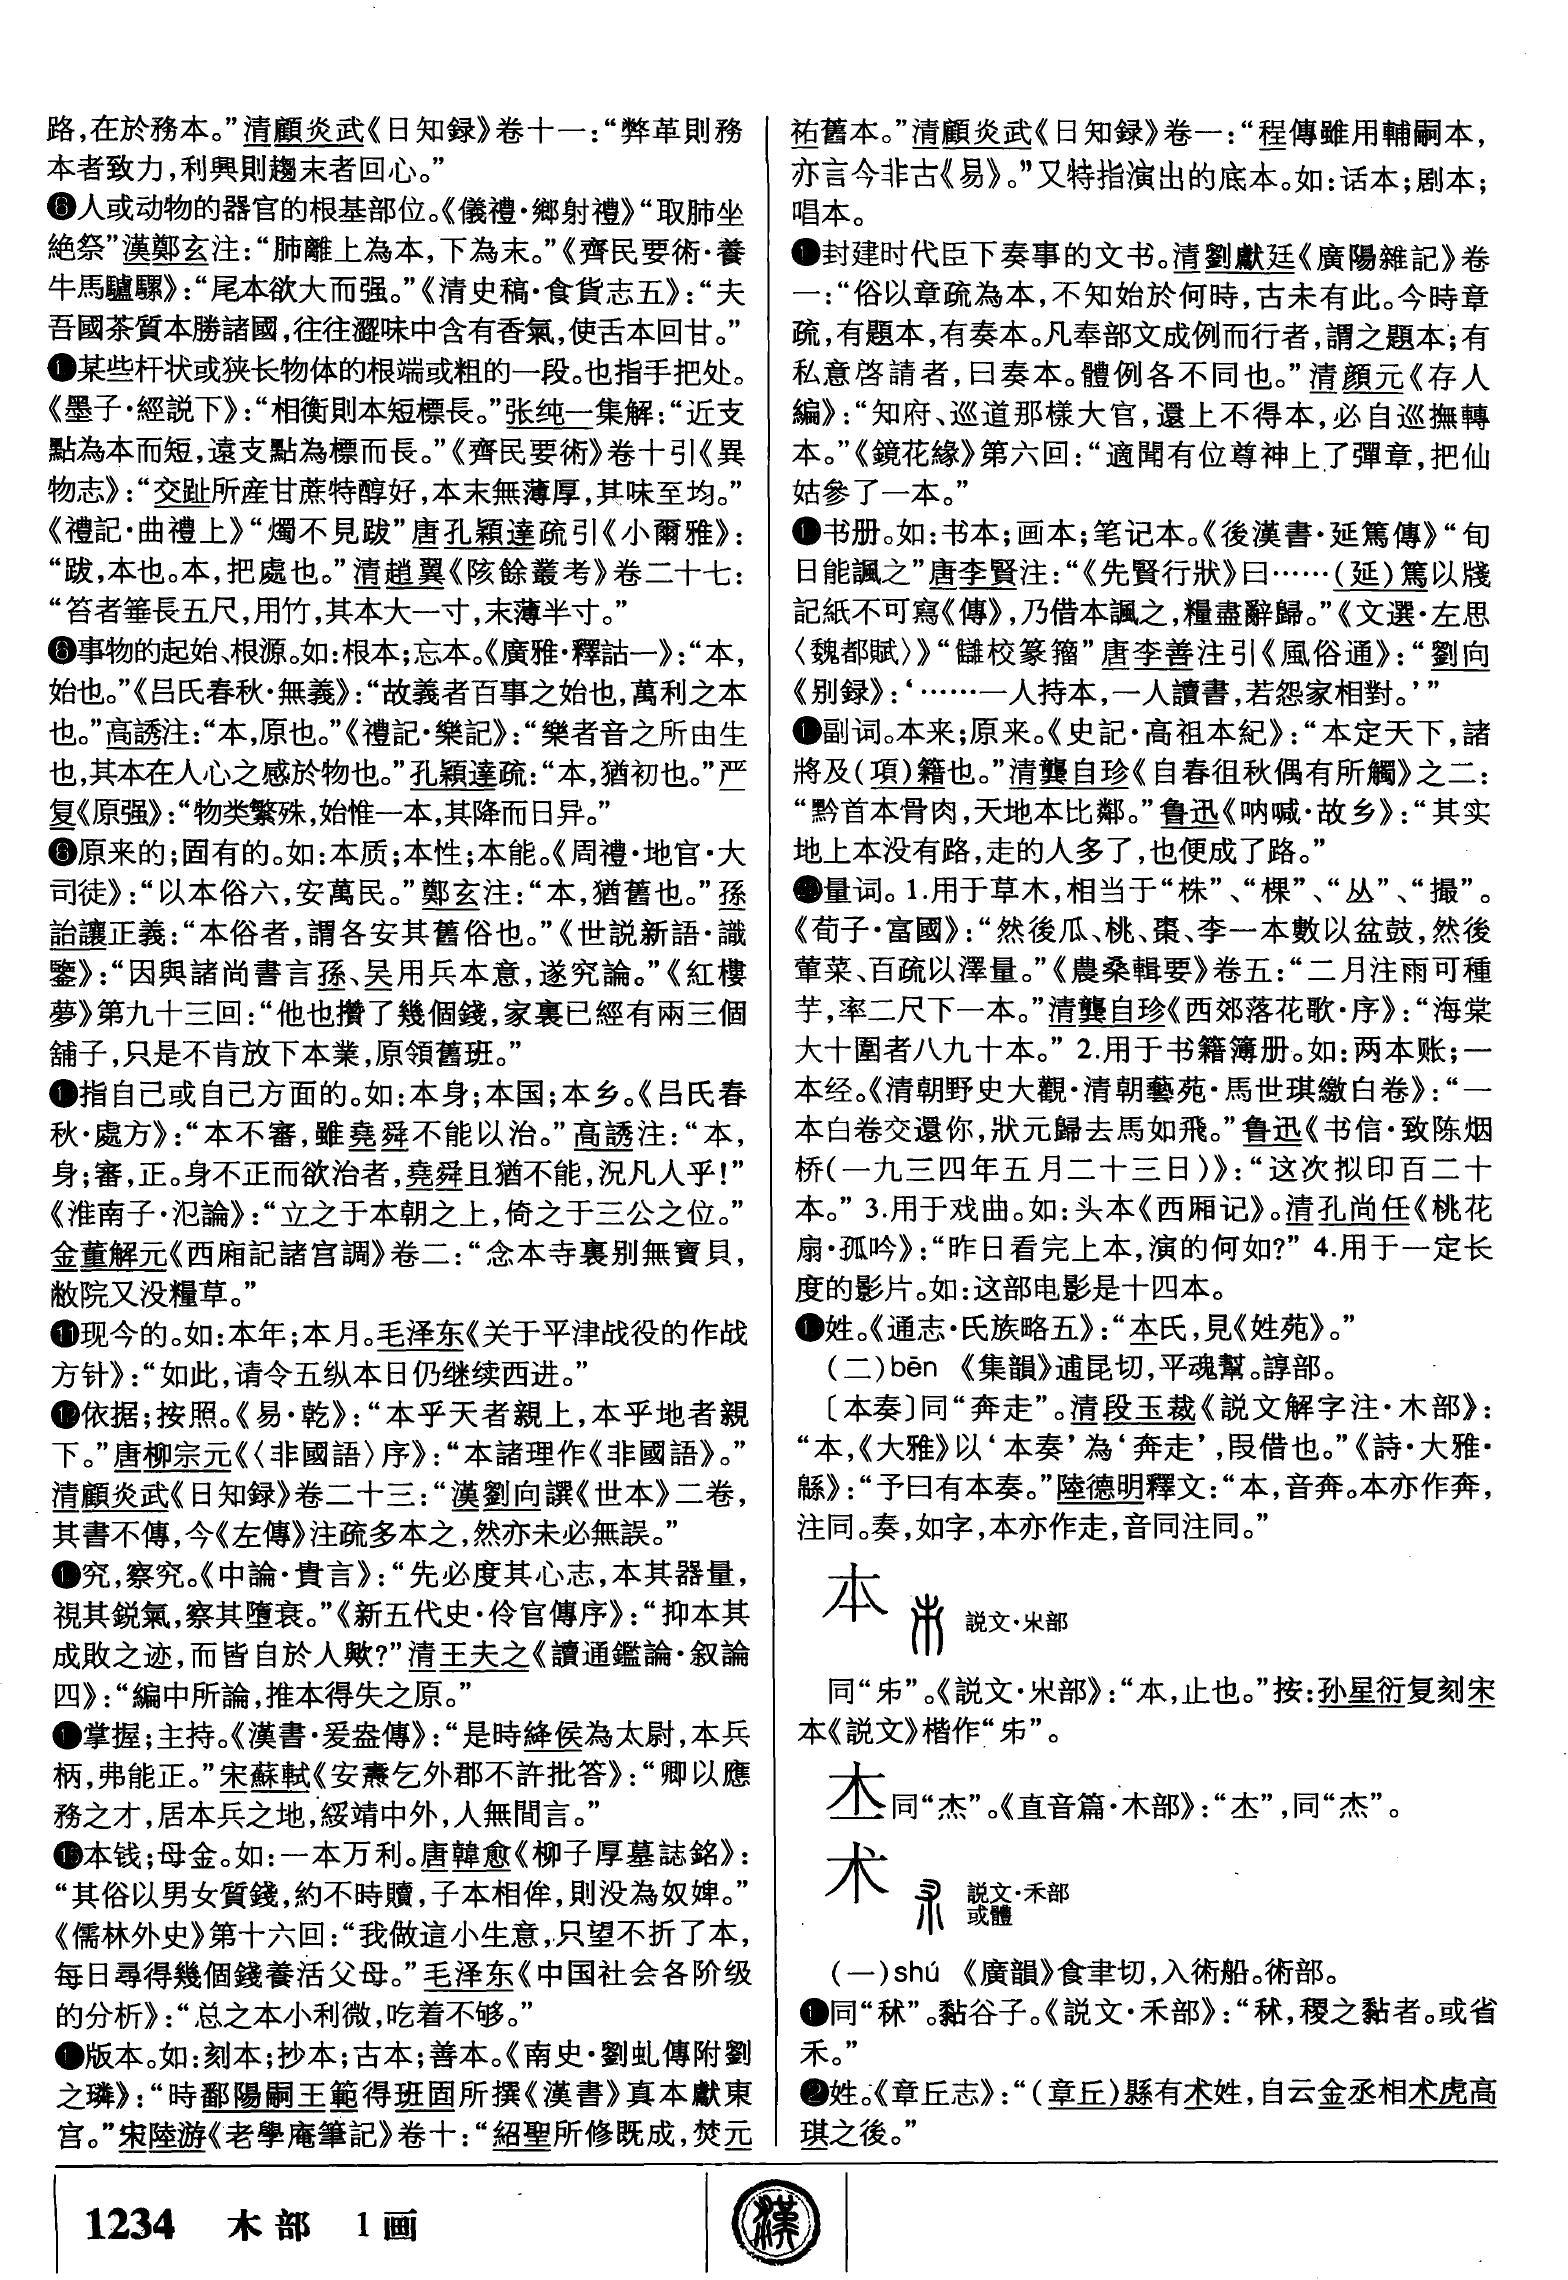 路，在於務本。”清顧炎武《日知録》卷十一：“弊革則務
本者致力，利興則趨末者回心。”
❻人或动物的器官的根基部位。《儀禮·鄉射禮》“取肺坐
絶祭”漢鄭玄注：“肺離上為本，下為末。”《齊民要術·養
牛馬驢騾》：“尾本欲大而强。”《清史稿·食貨志五》：“夫
吾國茶質本勝諸國，往往澀味中含有香氣，使舌本回甘。”
某些杆状或狭长物体的根端或粗的一段。也指手把处。
《墨子·經説下》：“相衡則本短標長。”张纯一集解：“近支
點為本而短，遠支點為標而長。”《齊民要術》卷十引《異
物志》：“交趾所産甘蔗特醇好，本末無薄厚，其味至均。”
《禮記·曲禮上》“燭不見跋”唐孔穎達疏引《小爾雅》：
“跋，本也。本，把處也。”清趙翼《陔餘叢考》卷二十七：
“笞者箠長五尺，用竹，其本大一寸，末薄半寸。”
事物的起始、根源。如：根本；忘本。《廣雅·釋詁一》：“本，
始也。”《吕氏春秋·無義》：“故義者百事之始也，萬利之本
也。”高誘注：“本，原也。”《禮記·樂記》：“樂者音之所由生
也，其本在人心之感於物也。”孔穎達疏：“本，猶初也。”严
复《原强》：“物类繁殊，始惟一本，其降而日异。”
原来的；固有的。如：本质；本性；本能。《周禮·地官·大
司徒》：“以本俗六，安萬民。”鄭玄注：“本，猶舊也。”孫
詒讓正義：“本俗者，謂各安其舊俗也。”《世説新語·識
鑒》：“因與諸尚書言孫、吴用兵本意，遂究論。”《紅樓
夢》第九十三回：“他也攢了幾個錢，家裏已經有兩三個
舖子，只是不肯放下本業，原領舊班。”
指自己或自己方面的。如：本身；本国；本乡。《吕氏春
秋·處方》：“本不審，雖堯舜不能以治。”高誘注：“本，
身；審，正。身不正而欲治者，堯舜且猶不能，況凡人乎！”
《淮南子·氾論》：“立之于本朝之上，倚之于三公之位。”
金董解元《西廂記諸宫調》卷二：“念本寺裏别無寶貝，
敝院又没糧草。”
⓫现今的。如：本年；本月。毛泽东《关于平津战役的作战
方针》：“如此，请令五纵本日仍继续西进。”
⓬依据；按照。《易·乾》：“本乎天者親上，本乎地者親
下。”唐柳宗元《〈非國語〉序》：“本諸理作《非國語》。”
清顧炎武《日知録》卷二十三：“漢劉向譔《世本》二卷，
其書不傳，今《左傳》注疏多本之，然亦未必無誤。”
究，察究。《中論·貴言》：“先必度其心志，本其器量，
視其鋭氣，察其墮衰。”《新五代史·伶官傳序》：“抑本其
成敗之迹，而皆自於人歟？”清王夫之《讀通鑑論·叙論
四》：“編中所論，推本得失之原。”
掌握；主持。《漢書·爰盎傳》：“是時絳侯為太尉，本兵
柄，弗能正。”宋蘇軾《安燾乞外郡不許批答》：“卿以應
務之才，居本兵之地，綏靖中外，人無間言。”
本钱；母金。如：一本万利。唐韓愈《柳子厚墓誌銘》：
“其俗以男女質錢，約不時贖，子本相侔，則没為奴婢。”
《儒林外史》第十六回：“我做這小生意，只望不折了本，
每日尋得幾個錢養活父母。”毛泽东《中国社会各阶级
的分析》：“总之本小利微，吃着不够。”
版本。如：刻本；抄本；古本；善本。《南史·劉虬傳附劉
之遴》：“時鄱陽嗣王範得班固所撰《漢書》真本獻東
宫。”宋陸游《老學庵筆記》卷十：“紹聖所修既成，焚元
祐舊本。”清顧炎武《日知録》卷一：“程傳雖用輔嗣本，
亦言今非古《易》。”又特指演出的底本。如：话本；剧本；
唱本。
封建时代臣下奏事的文书。清劉獻廷《廣陽雜記》卷
一：“俗以章疏為本，不知始於何時，古未有此。今時章
疏，有題本，有奏本。凡奉部文成例而行者，謂之題本；有
私意啓請者，曰奏本。體例各不同也。”清顔元《存人
編》：“知府、巡道那樣大官，還上不得本，必自巡撫轉
本。”《鏡花緣》第六回：“適聞有位尊神上了彈章，把仙
姑參了一本。”
书册。如：书本；画本；笔记本。《後漢書·延篤傳》“旬
日能諷之”唐李賢注：“《先賢行狀》曰……（延）篤以牋
記紙不可寫《傳》，乃借本諷之，糧盡辭歸。”《文選·左思
〈魏都賦〉》“讎校篆籀”唐李善注引《風俗通》：“劉向
《别録》：‘……一人持本，一人讀書，若怨家相對。’”
副词。本来；原来。《史記·高祖本紀》：“本定天下，諸
將及（項）籍也。”清龔自珍《自春徂秋偶有所觸》之二：
“黔首本骨肉，天地本比鄰。”鲁迅《呐喊·故乡》：“其实
地上本没有路，走的人多了，也便成了路。”
量词。1.用于草木，相当于“株”、“棵”、“丛”、“撮”。
《荀子·富國》：“然後瓜、桃、棗、李一本數以盆鼓，然後
葷菜、百疏以澤量。”《農桑輯要》卷五：“二月注雨可種
芋，率二尺下一本。”清龔自珍《西郊落花歌·序》：“海棠
大十圍者八九十本。”2.用于书籍簿册。如：两本账；一
本经。《清朝野史大觀·清朝藝苑·馬世琪繳白卷》：“一
本白卷交還你，狀元歸去馬如飛。”鲁迅《书信·致陈烟
桥（一九三四年五月二十三日）》：“这次拟印百二十
本。”3.用于戏曲。如：头本《西厢记》。清孔尚任《桃花
扇·孤吟》：“昨日看完上本，演的何如？”4.用于一定长
度的影片。如：这部电影是十四本。
姓。《通志·氏族略五》：“本氏，見《姓苑》。”
（二）bēn 《集韻》逋昆切，平魂幫。諄部。
〔本奏〕同“奔走”。清段玉裁《説文解字注·木部》：
“本，《大雅》以‘本奏’為‘奔走’，叚借也。”《詩·大雅·
緜》：“予曰有本奏。”陸德明釋文：“本，音奔。本亦作奔，
注同。奏，如字，本亦作走，音同注同。”
説文·𣎵部
同“𣎵”。《説文·𣎵部》：“，止也。”按：孙星衍复刻宋
本《説文》楷作“”。
同“杰”。《直音篇·木部》：“”，同“杰”。
术 説文·禾部
或體
（一）shú 《廣韻》食聿切，入術船。術部。
❶同“秫”。黏谷子。《説文·禾部》：“秫，稷之黏者。或省
禾。”
❷姓。《章丘志》：“（章丘）縣有术姓，自云金丞相术虎高
琪之後。”
1234 木部 1画
漢